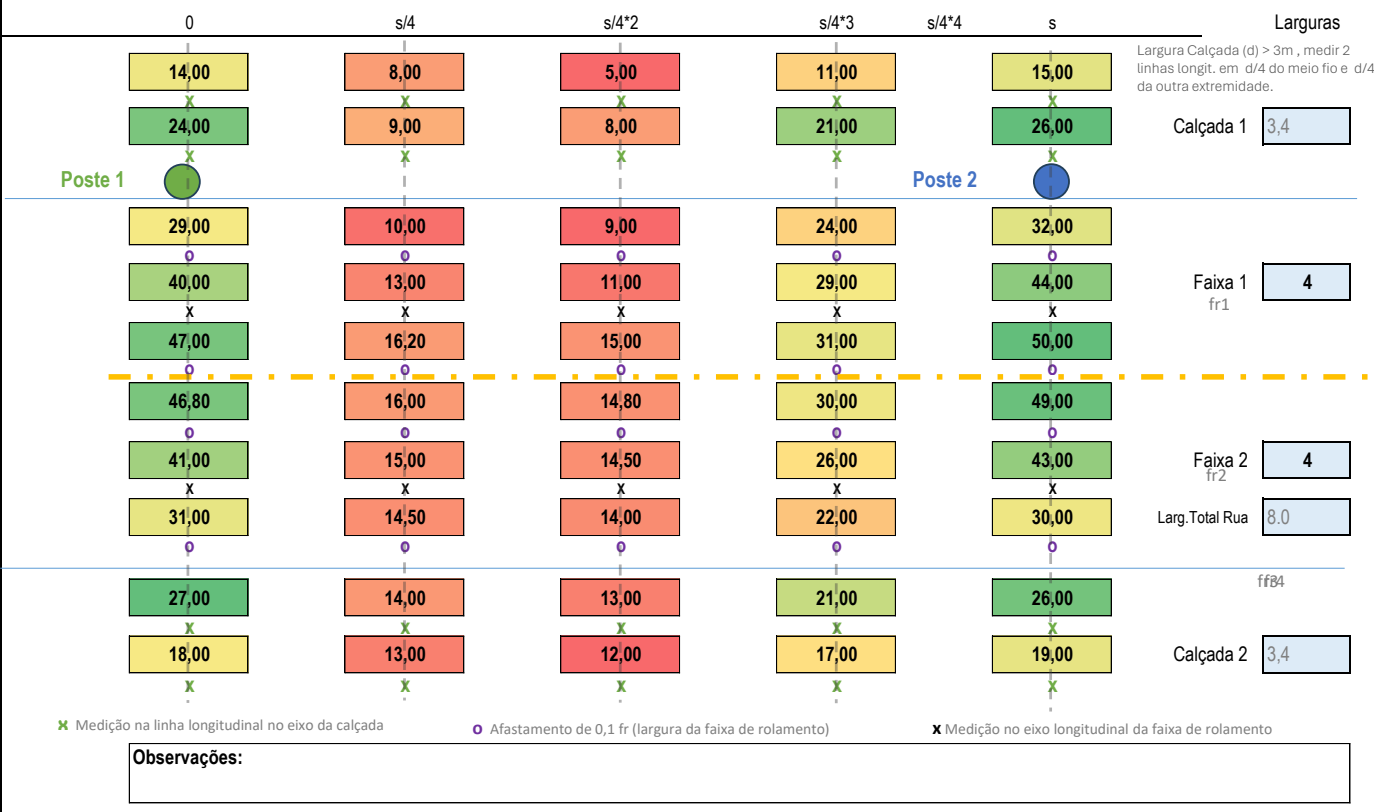 0 s/4 s/4*2 s/4*3 s/4*4 s Larguras
Largura Calçada (d) > 3m , medir 2
linhas longit. em d/4 do meio fio e d/4
da outra extremidade.
14,00 8,00 5,00 11,00 15,00
x x x x x
24,00 9,00 8,00 21,00 26,00 Calçada 1 3,4
x x x x x
Poste 1 Poste 2
29,00 10,00 9,00 24,00 32,00
o o o o o
40,00 13,00 11,00 29,00 44,00 Faixa 1 4
fr1
x x x x x
47,00 16,20 15,00 31,00 50,00
o o o o o
46,80 16,00 14,80 30,00 49,00
o o o o o
41,00 15,00 14,50 26,00 43,00 Faixa 2 4
fr2
x x x x x
31,00 14,50 14,00 22,00 30,00 Larg.Total Rua 8.0
o o o o o
27,00 14,00 13,00 21,00 26,00
x x x x x
18,00 13,00 12,00 17,00 19,00 Calçada 2 3,4
x x x x x
x Medição na linha longitudinal no eixo da calçada o Afastamento de 0,1 fr (largura da faixa de rolamento) x Medição no eixo longitudinal da faixa de rolamento
Observações: